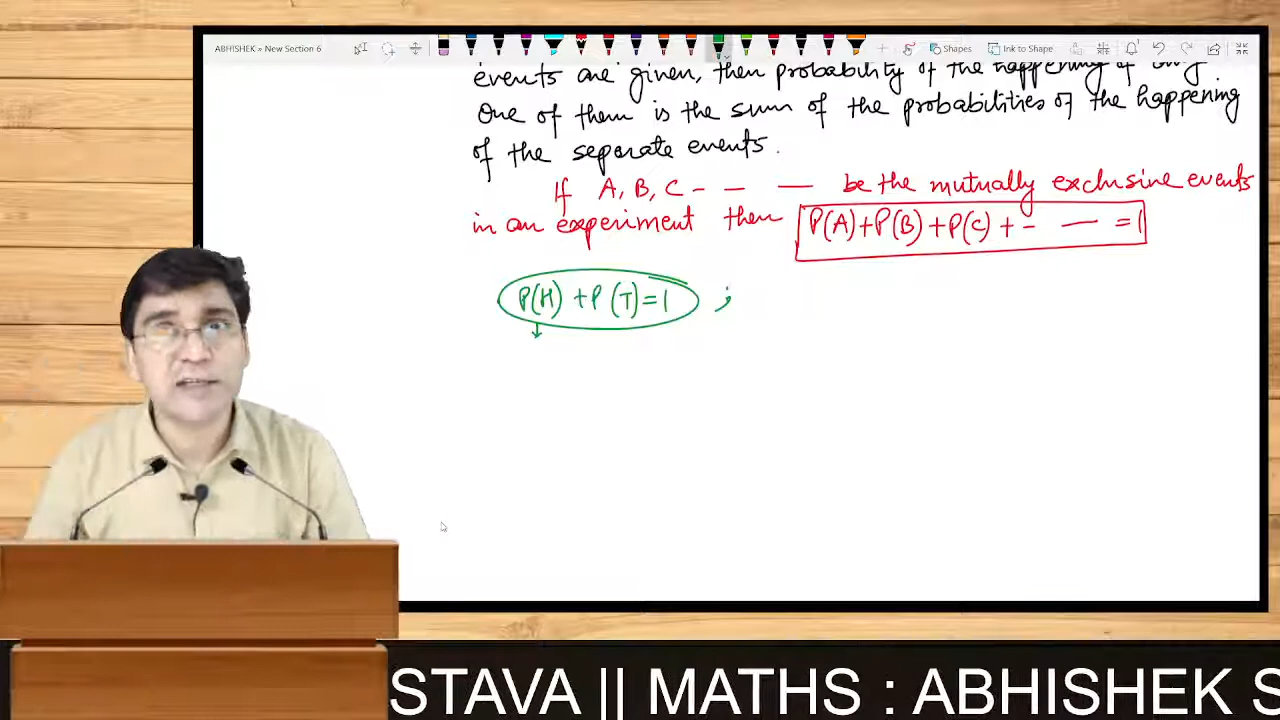 ABHISHEK » New Section 6
Shapes
Ink to Shape
events are given, then probability of the happening of any
One of them is the sum of the probabilities of the happening
of the separate events.
If A, B, C - - — be the mutually exclusive events
in an experiment then P(A)+P(B)+P(C)+- — =1
P(H)+P(T)=1 ;
STAVA || MATHS : ABHISHEK S